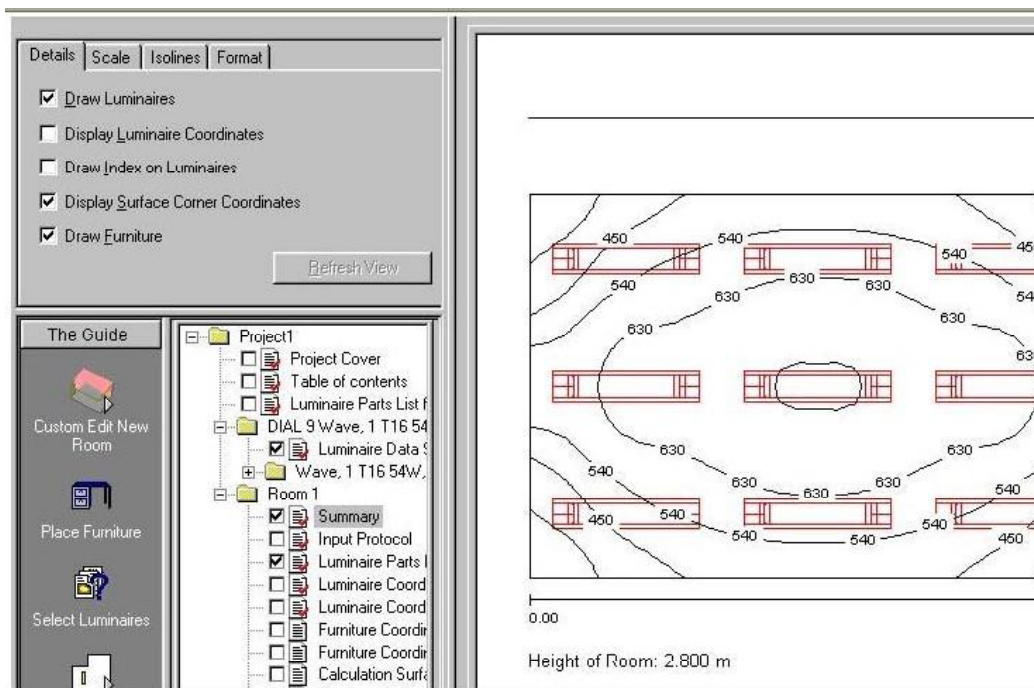 Details Scale Isolines Format
Draw Luminaires
Display Luminaire Coordinates
Draw Index on Luminaires
Display Surface Corner Coordinates
Draw Furniture
Refresh View
The Guide
Custom Edit New
Room
Place Furniture
Select Luminaires
Project1
Project Cover
Table of contents
Luminaire Parts List f
DIAL 9 Wave, 1 T16 54
Luminaire Data S
Wave, 1 T16 54W,
Room 1
Summary
Input Protocol
Luminaire Parts l
Luminaire Coord
Luminaire Coord
Furniture Coordin
Furniture Coordin
Calculation Surfa
450 540 540 45
540 630 630 630 54
630 630 63
540 630 630 630 540
450 540 540 540 540 450
0.00
Height of Room: 2.800 m